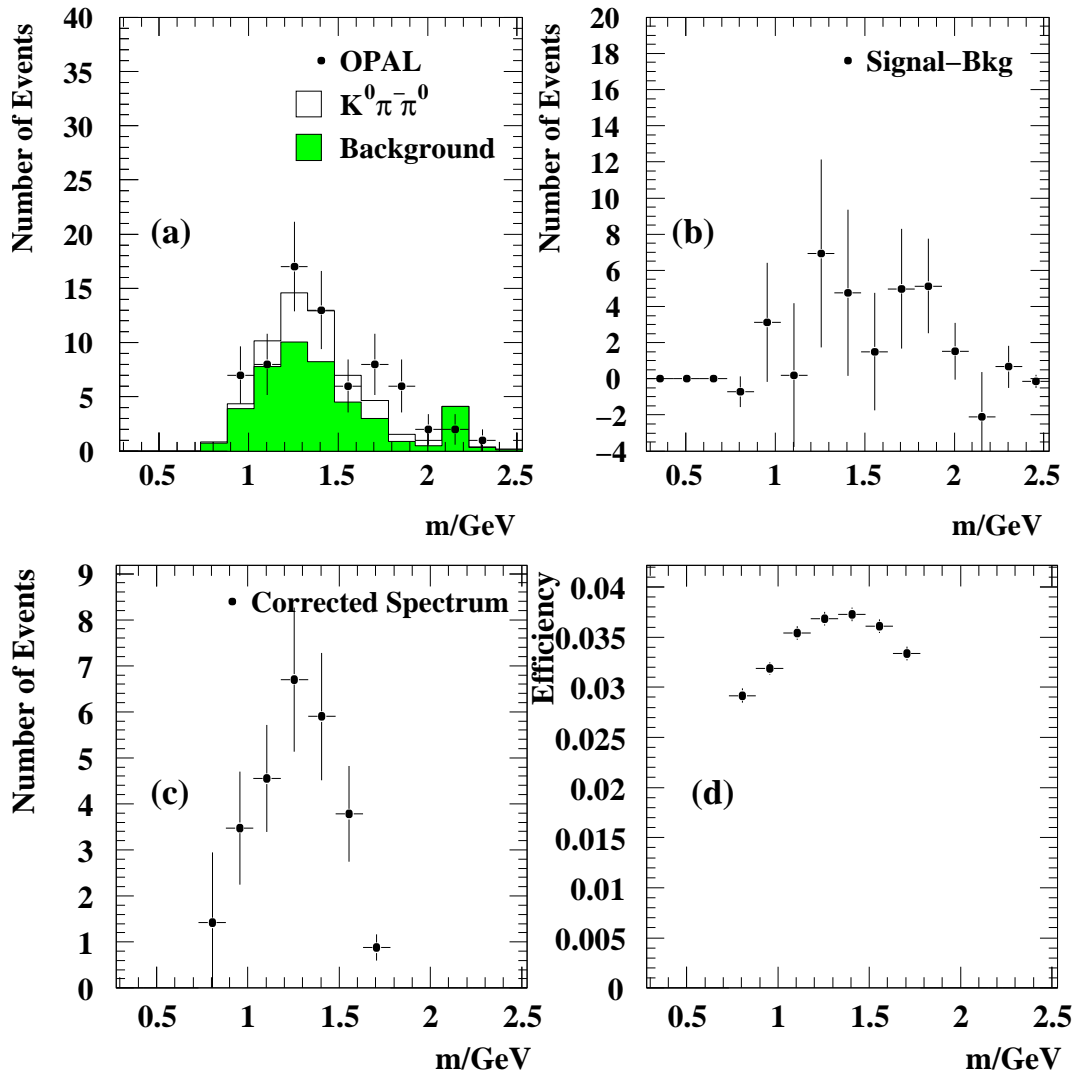 Number of Events
40
35
30
25
20
15
10
5
0
OPAL
K⁰π⁻π⁰
Background
(a)
0.5 1 1.5 2 2.5
m/GeV
Number of Events
20
18
16
14
12
10
8
6
4
2
0
−2
−4
Signal−Bkg
(b)
0.5 1 1.5 2 2.5
m/GeV
Number of Events
9
8
7
6
5
4
3
2
1
0
Corrected Spectrum
(c)
0.5 1 1.5 2 2.5
m/GeV
Efficiency
0.04
0.035
0.03
0.025
0.02
0.015
0.01
0.005
0
(d)
0.5 1 1.5 2 2.5
m/GeV